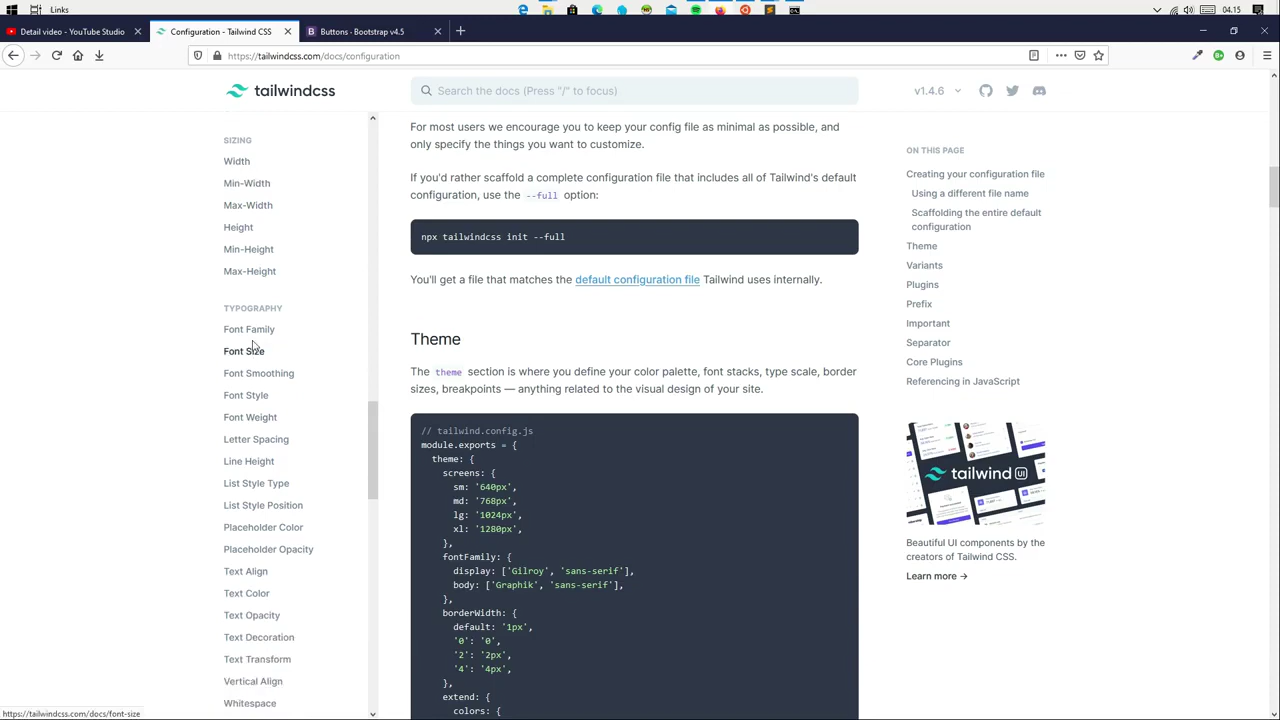 Links
04.15
Detail video - YouTube Studio
Configuration - Tailwind CSS
Buttons · Bootstrap v4.5
https://tailwindcss.com/docs/configuration
tailwindcss
Search the docs (Press "/" to focus)
v1.4.6
SIZING
Width
Min-Width
Max-Width
Height
Min-Height
Max-Height
TYPOGRAPHY
Font Family
Font Size
Font Smoothing
Font Style
Font Weight
Letter Spacing
Line Height
List Style Type
List Style Position
Placeholder Color
Placeholder Opacity
Text Align
Text Color
Text Opacity
Text Decoration
Text Transform
Vertical Align
Whitespace
For most users we encourage you to keep your config file as minimal as possible, and
only specify the things you want to customize.
If you'd rather scaffold a complete configuration file that includes all of Tailwind's default
configuration, use the --full option:
npx tailwindcss init --full
You'll get a file that matches the default configuration file Tailwind uses internally.
Theme
The theme section is where you define your color palette, font stacks, type scale, border
sizes, breakpoints — anything related to the visual design of your site.
// tailwind.config.js
module.exports = {
theme: {
screens: {
sm: '640px',
md: '768px',
lg: '1024px',
xl: '1280px',
},
fontFamily: {
display: ['Gilroy', 'sans-serif'],
body: ['Graphik', 'sans-serif'],
},
borderWidth: {
default: '1px',
'0': '0',
'2': '2px',
'4': '4px',
},
extend: {
colors: {
ON THIS PAGE
Creating your configuration file
Using a different file name
Scaffolding the entire default
configuration
Theme
Variants
Plugins
Prefix
Important
Separator
Core Plugins
Referencing in JavaScript
tailwind UI
Beautiful UI components by the
creators of Tailwind CSS.
Learn more →
https://tailwindcss.com/docs/font-size